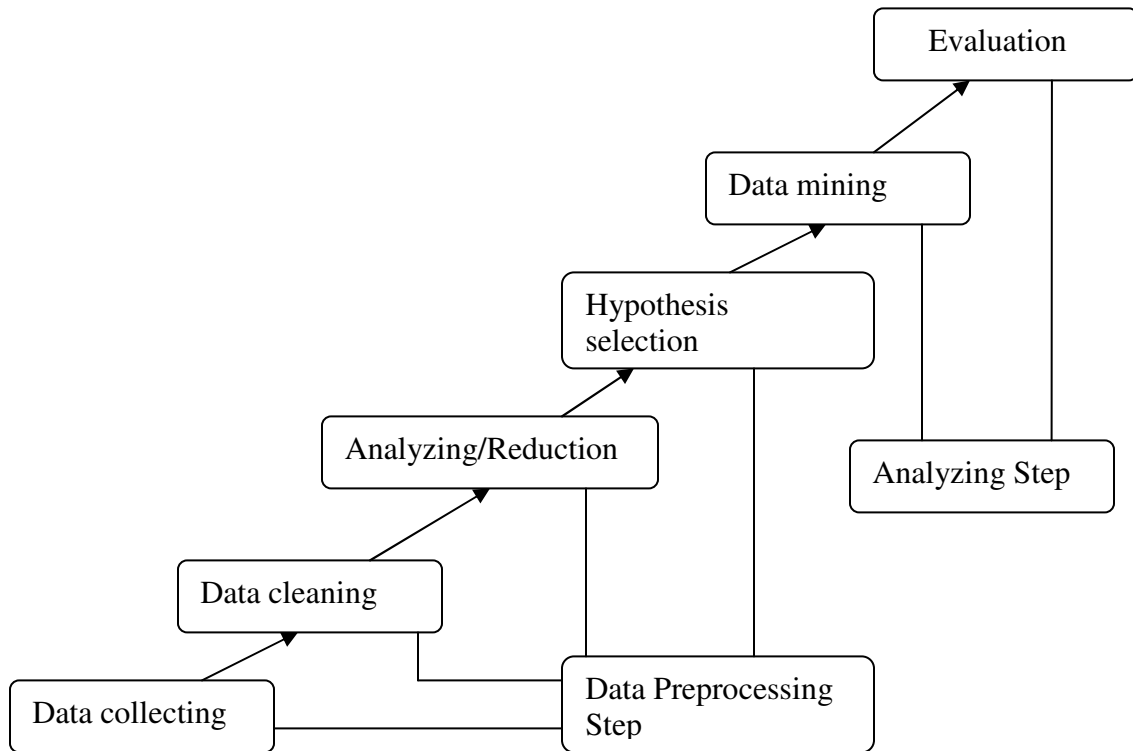 Evaluation
Data mining
Hypothesis
selection
Analyzing/Reduction
Analyzing Step
Data cleaning
Data Preprocessing
Step
Data collecting